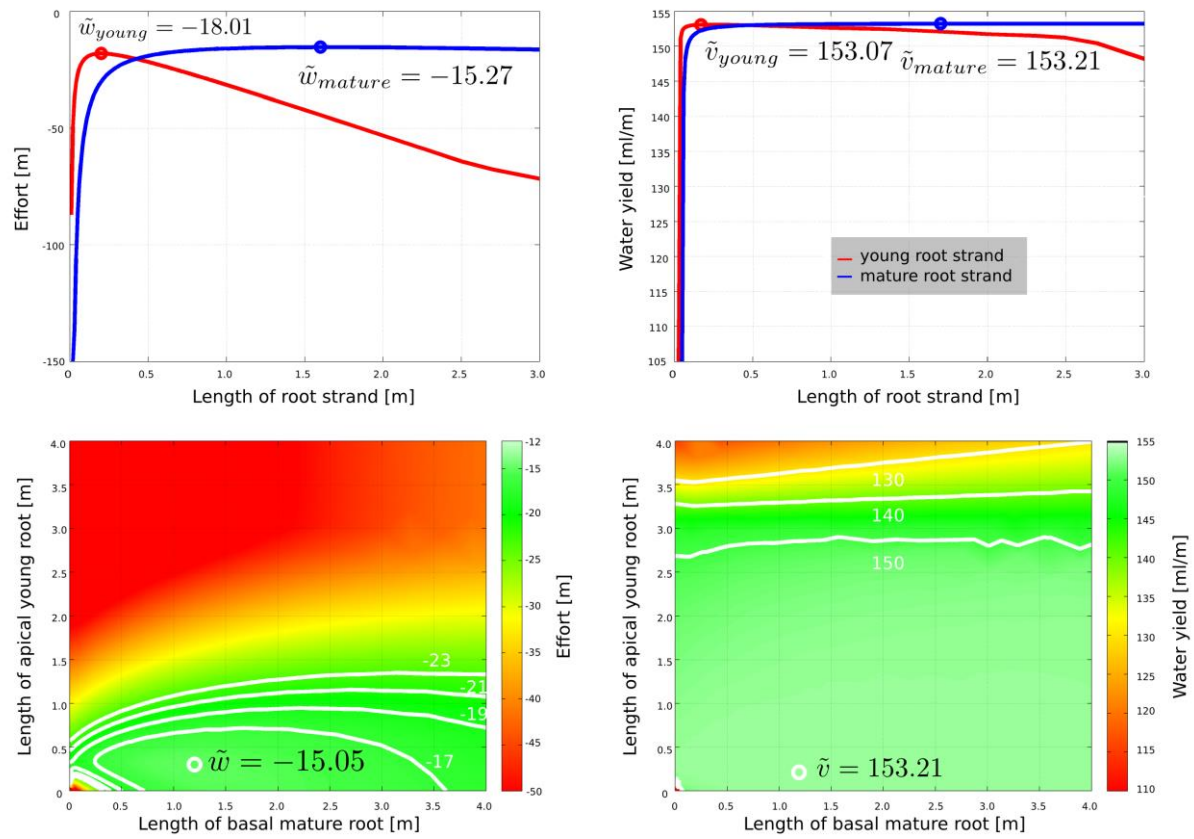 w̃young = −18.01
w̃mature = −15.27
0
-50
-100
-150
Effort [m]
0 0.5 1.0 1.5 2.0 2.5 3.0
Length of root strand [m]
ṽyoung = 153.07
ṽmature = 153.21
155
150
145
140
135
130
125
120
115
110
105
Water yield [ml/m]
young root strand
mature root strand
0 0.5 1.0 1.5 2.0 2.5 3.0
Length of root strand [m]
4.0
3.5
3.0
2.5
2.0
1.5
1.0
0.5
0
Length of apical young root [m]
-23
-21
-19
-17
w̃ = −15.05
0 0.5 1.0 1.5 2.0 2.5 3.0 3.5 4.0
Length of basal mature root [m]
-12
-15
-20
-25
-30
-35
-40
-45
-50
Effort [m]
4.0
3.5
3.0
2.5
2.0
1.5
1.0
0.5
0
Length of apical young root [m]
130
140
150
ṽ = 153.21
0 0.5 1.0 1.5 2.0 2.5 3.0 3.5 4.0
Length of basal mature root [m]
155
150
145
140
135
130
125
120
115
110
Water yield [ml/m]